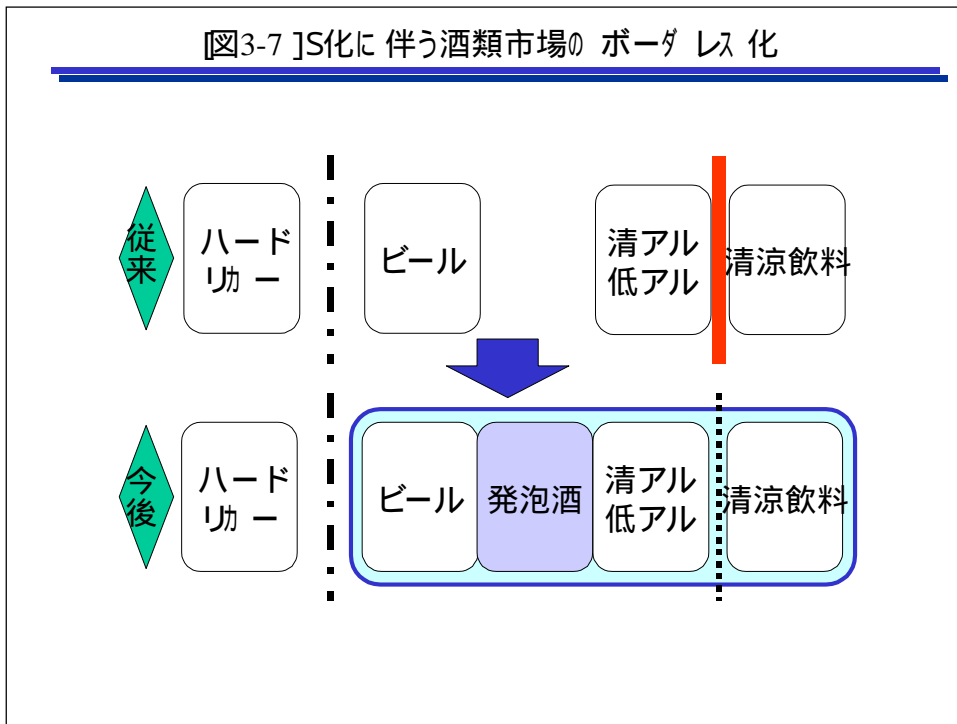 [図3-7 ]S化に伴う酒類市場の ボーダ レス 化
従来
ハード
リカ ー
ビール
清アル
低アル
清涼飲料
今後
ハード
リカ ー
ビール
発泡酒
清アル
低アル
清涼飲料